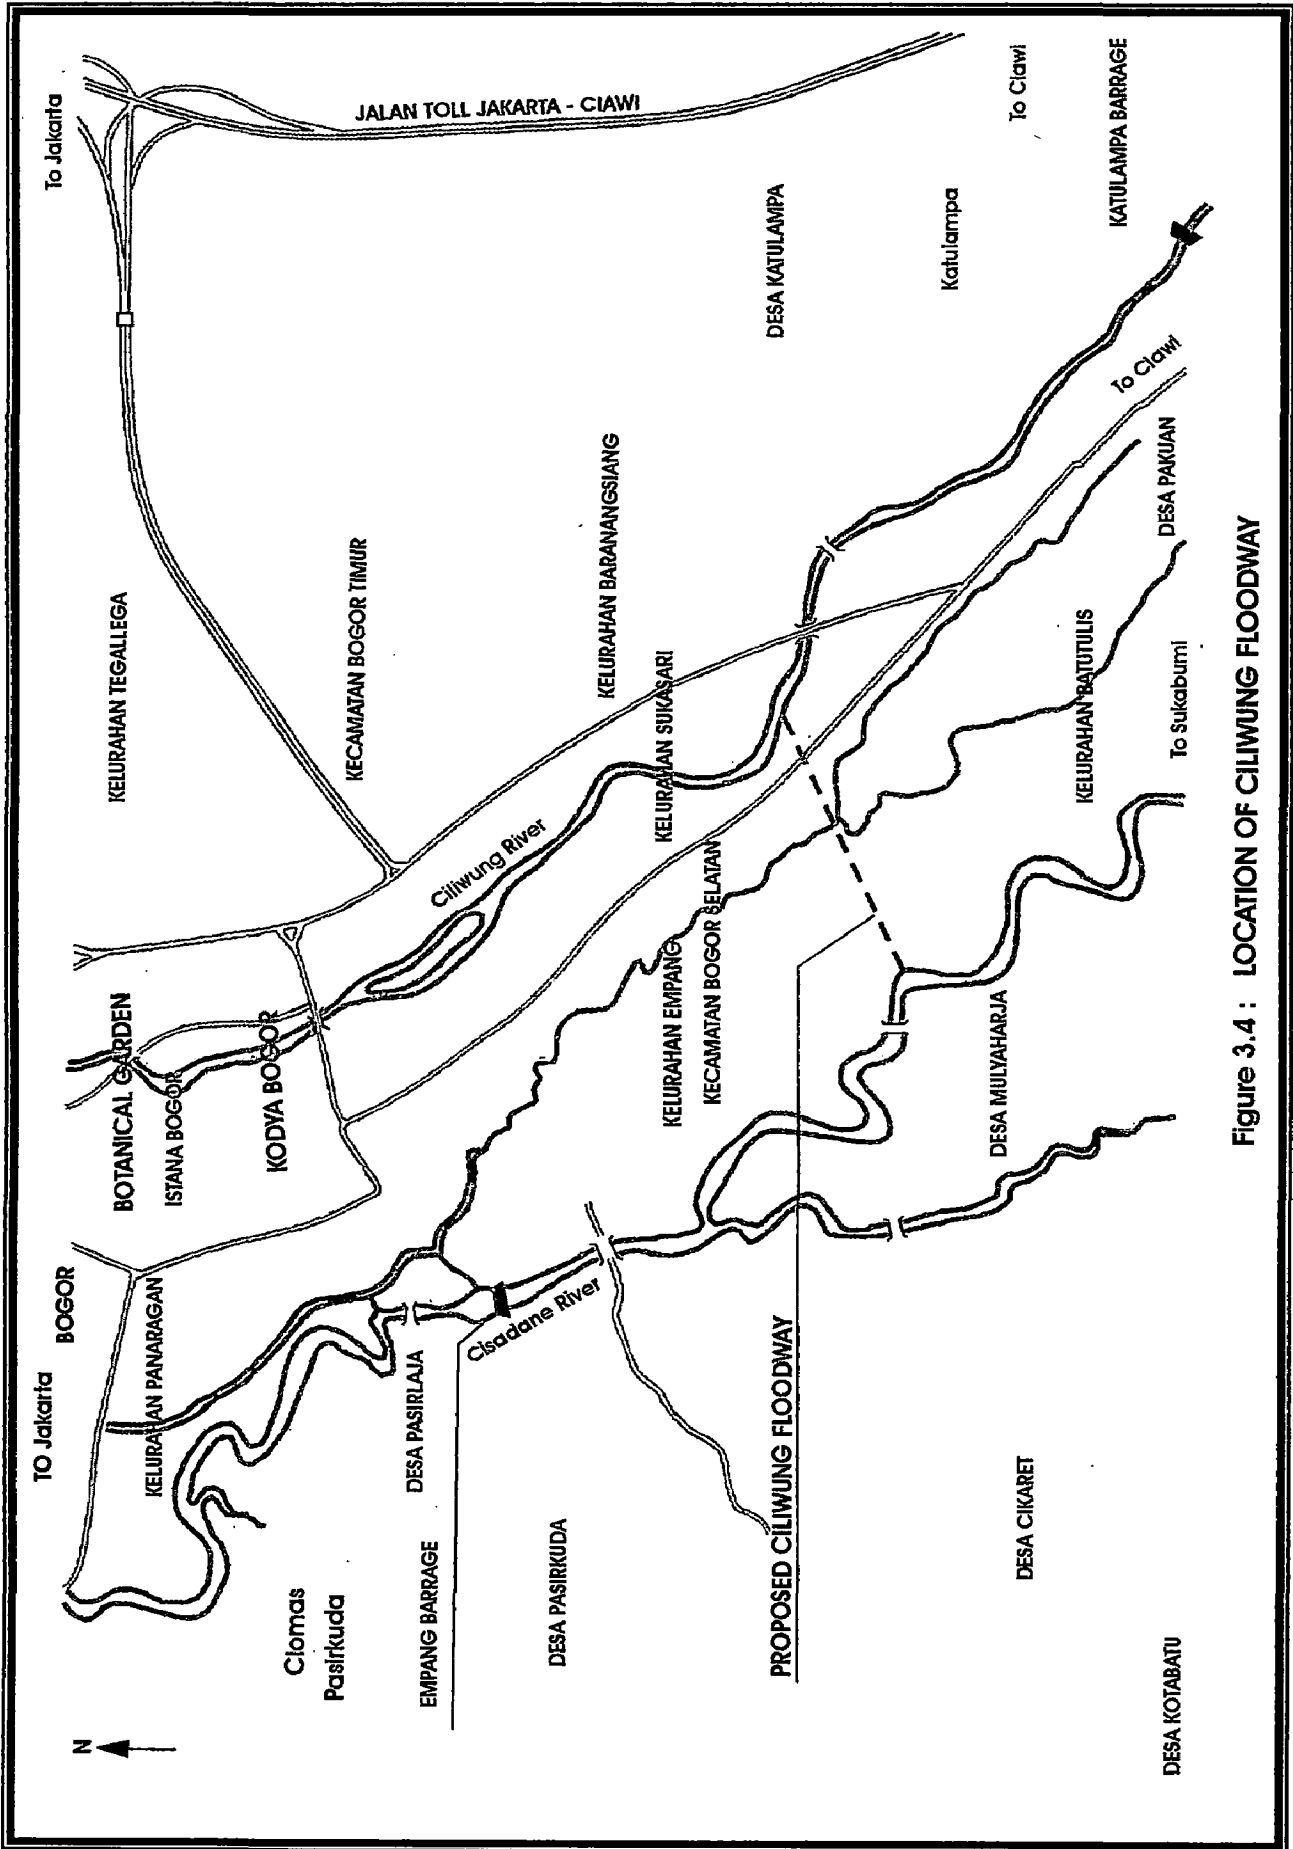 N
TO Jakarta
BOGOR
To Jakarta
BOTANICAL GARDEN
ISTANA BOGOR
KODYA BOGOR
KELURAHAN TEGALLEGA
KELURAHAN PANARAGAN
KECAMATAN BOGOR TIMUR
JALAN TOLL JAKARTA - CIAWI
Ciomas
Pasirkuda
DESA PASIRLAJA
EMPANG BARRAGE
Cisadane River
Ciliwung River
KELURAHAN BARANANGSIANG
KELURAHAN SUKASARI
DESA PASIRKUDA
KELURAHAN EMPANG
KECAMATAN BOGOR SELATAN
DESA KATULAMPA
PROPOSED CILIWUNG FLOODWAY
Katulampa
To Ciawi
KATULAMPA BARRAGE
To Ciawi
DESA MULYAHARJA
DESA CIKARET
KELURAHAN BATUTULIS
DESA PAKUAN
To Sukabumi
DESA KOTABATU
Figure 3.4 : LOCATION OF CILIWUNG FLOODWAY